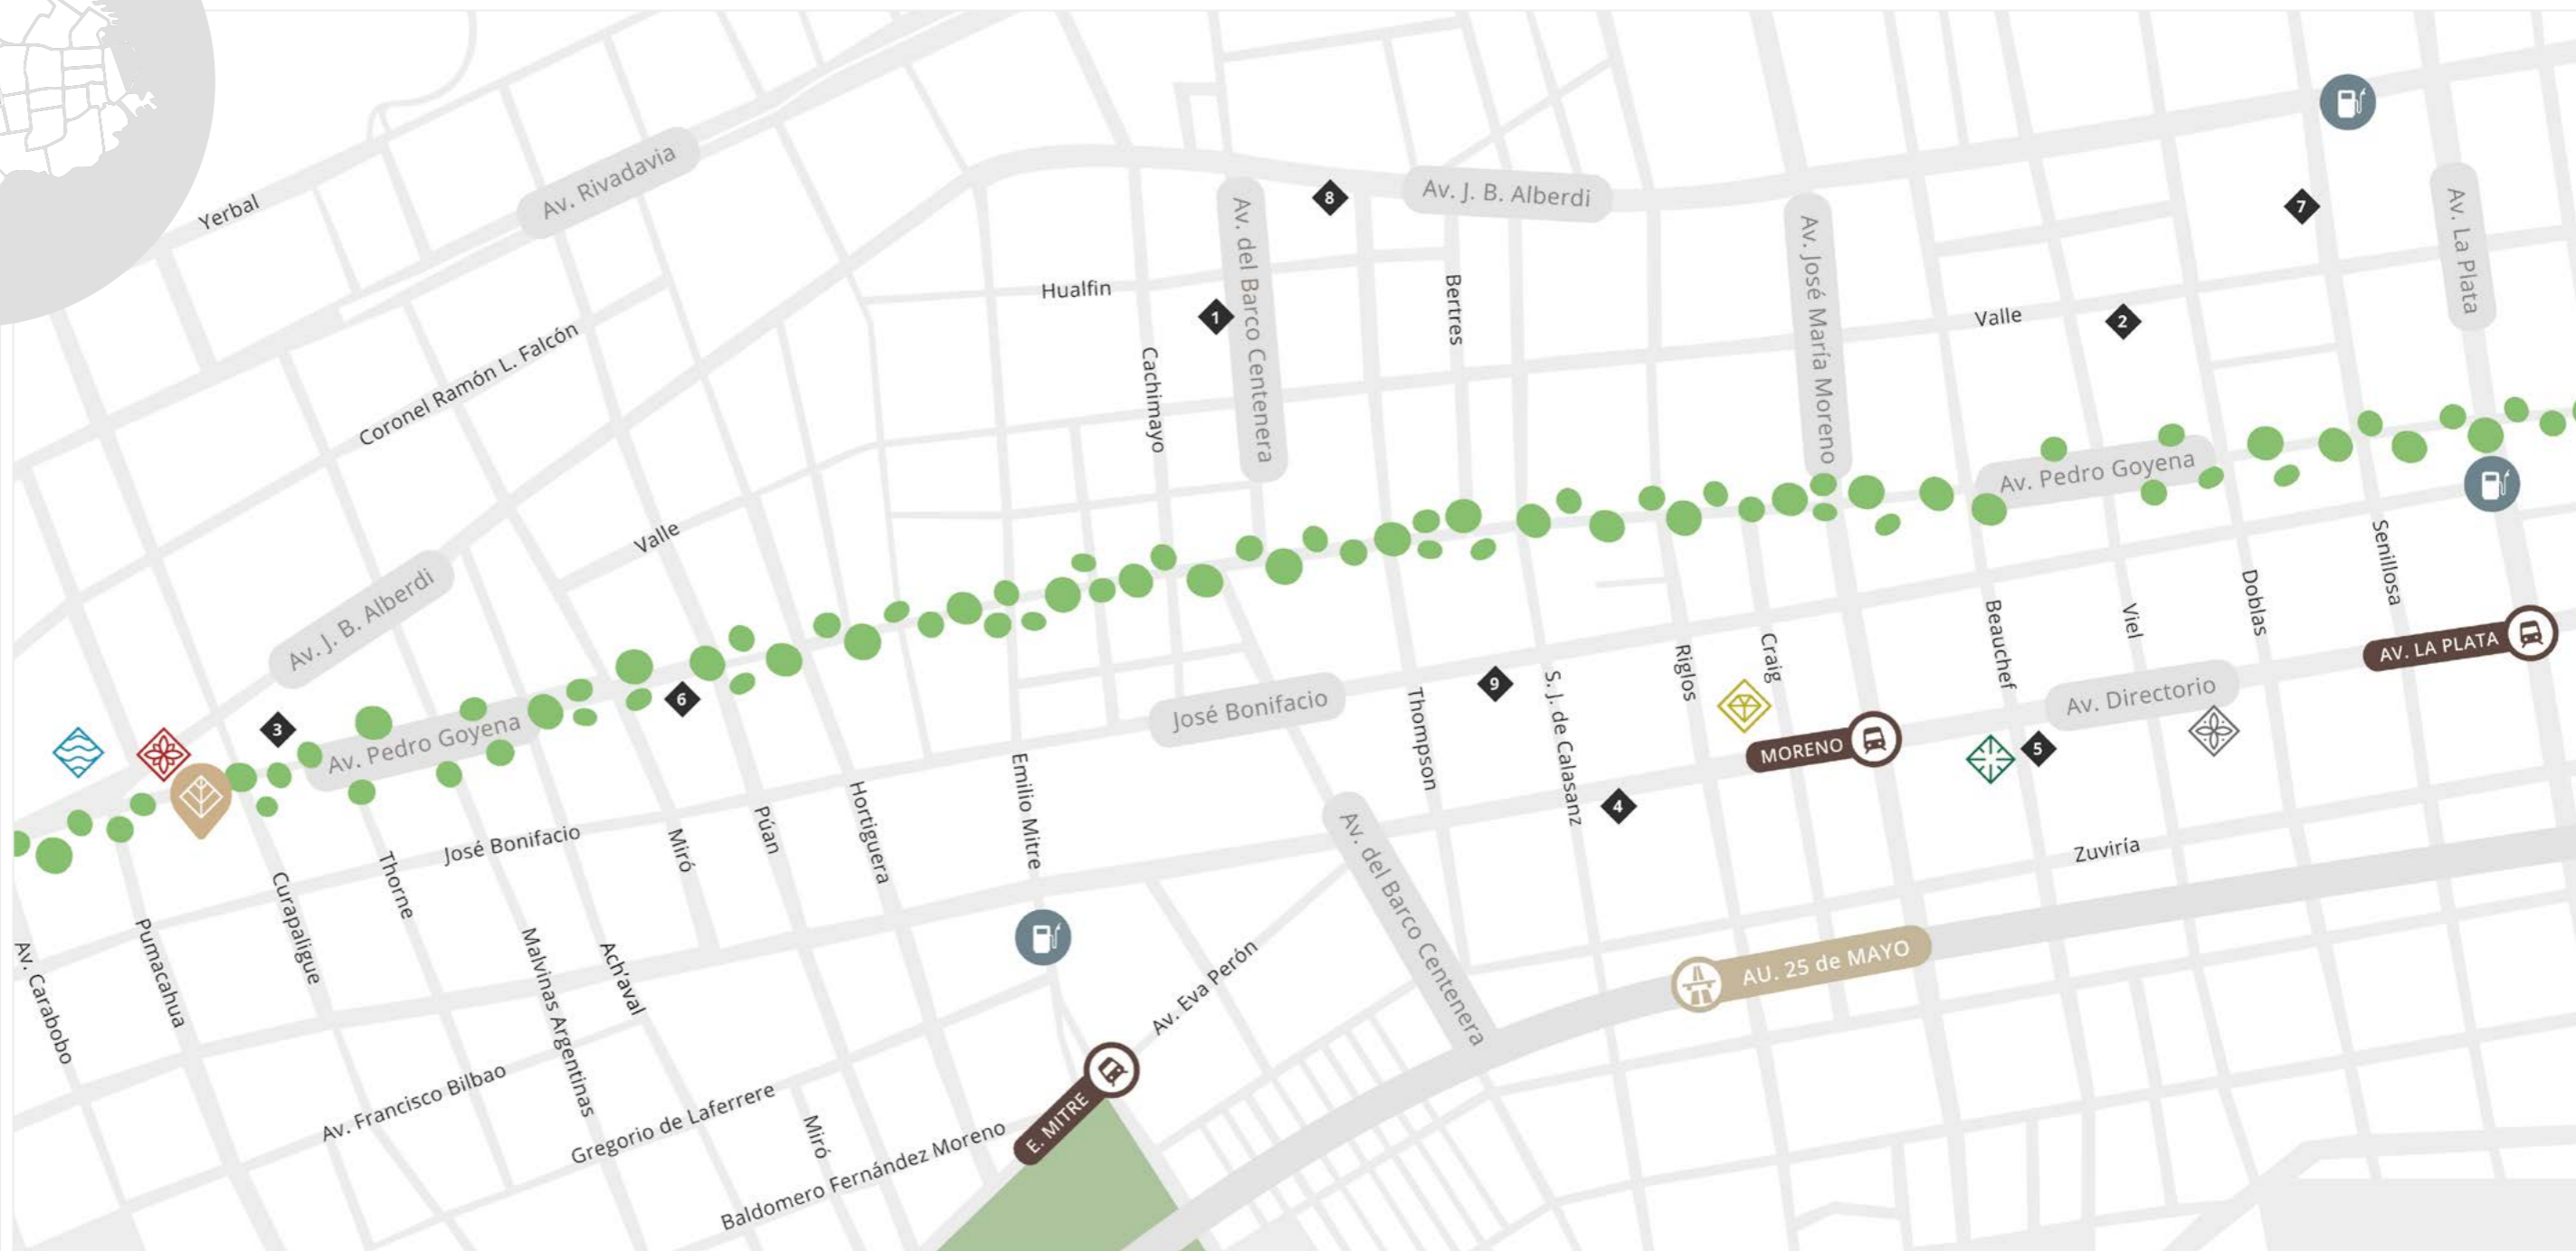 Yerbal
Av. Rivadavia
Coronel Ramón L. Falcón
Av. J. B. Alberdi
8
Av. J. B. Alberdi
7
Av. La Plata
Hualfin
Cachimayo
1
Av. del Barco Centenera
Bertres
Av. José María Moreno
Valle
2
Valle
Av. Pedro Goyena
3
Av. Pedro Goyena
6
José Bonifacio
9
Thompson
S. J. de Calasanz
Riglos
Craig
Beauchef
Viel
Doblas
Senillosa
AV. LA PLATA
MORENO
5
Av. Directorio
4
José Bonifacio
Av. Carabobo
Pumacahua
Curapaligue
Thorne
Malvinas Argentinas
Ach'aval
Miró
Púan
Hortiguera
Emilio Mitre
Av. del Barco Centenera
Zuviría
AU. 25 de MAYO
Av. Eva Perón
E. MITRE
Av. Francisco Bilbao
Gregorio de Laferrere
Miró
Baldomero Fernández Moreno